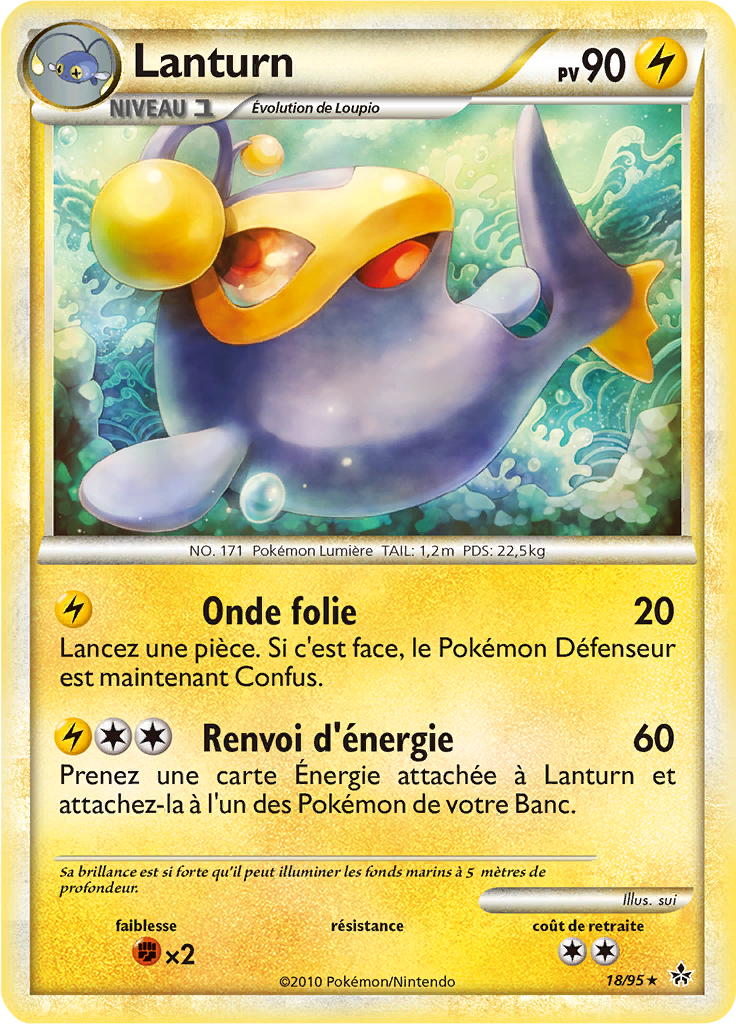 Lanturn
PV 90
NIVEAU 1
Évolution de Loupio
NO. 171 Pokémon Lumière TAIL: 1,2 m PDS: 22,5kg
Onde folie 20
Lancez une pièce. Si c'est face, le Pokémon Défenseur
est maintenant Confus.
Renvoi d'énergie 60
Prenez une carte Énergie attachée à Lanturn et
attachez-la à l'un des Pokémon de votre Banc.
Sa brillance est si forte qu'il peut illuminer les fonds marins à 5 mètres de
profondeur.
Illus. sui
faiblesse résistance coût de retraite
×2
©2010 Pokémon/Nintendo
18/95 ★